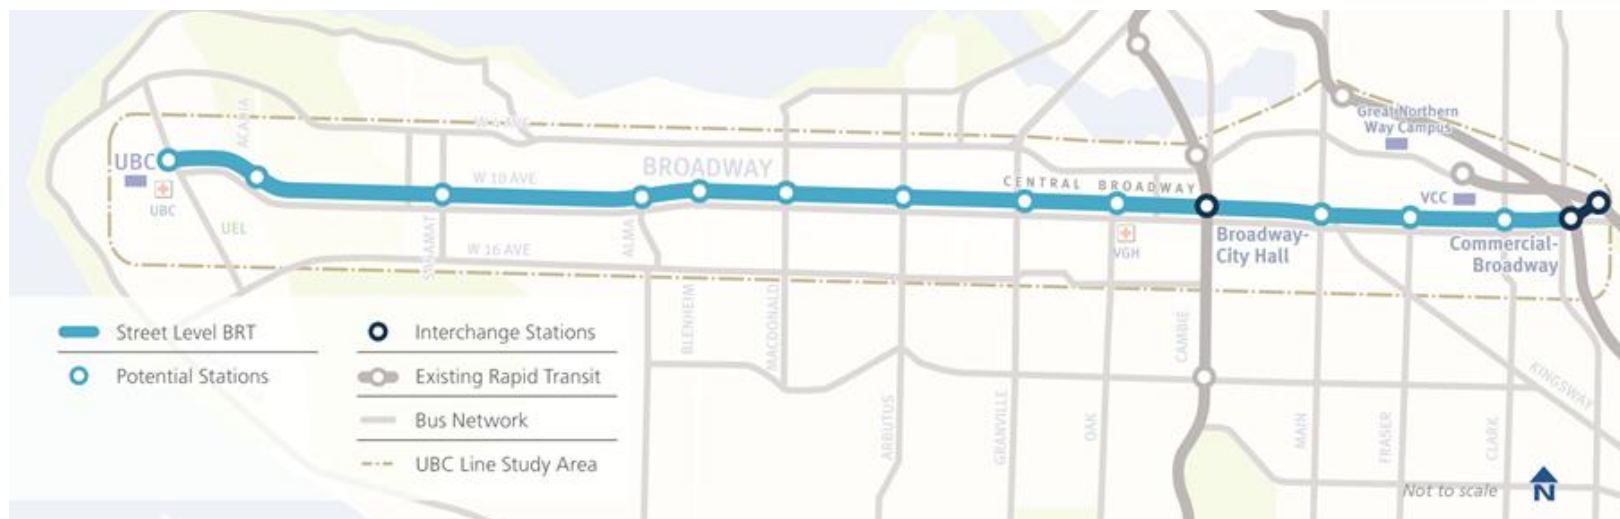 UBC
UBC
UEL
ACADIA
W 4 AVE
W 10 AVE
BROADWAY
CENTRAL BROADWAY
W 16 AVE
SASAMAT
ALMA
BLENHEIM
MACDONALD
ARBUTUS
GRANVILLE
OAK
VGH
CAMBIE
Broadway-
City Hall
MAIN
FRASER
CLARK
KINGSWAY
Great Northern
Way Campus
VCC
Commercial-
Broadway
Street Level BRT
Potential Stations
Interchange Stations
Existing Rapid Transit
Bus Network
UBC Line Study Area
Not to scale
N